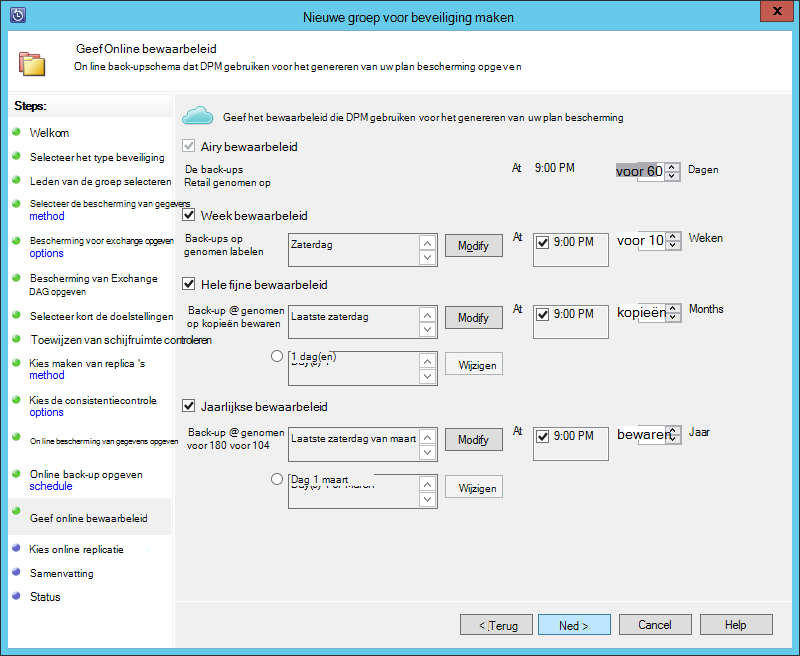 Nieuwe groep voor beveiliging maken
Geef Online bewaarbeleid
On line back-upschema dat DPM gebruiken voor het genereren van uw plan bescherming opgeven
Steps:
Welkom
Selecteer het type beveiliging
Leden van de groep selecteren
Selecteer de bescherming van gegevens
method
Bescherming voor exchange opgeven
options
Bescherming van Exchange
DAG opgeven
Selecteer kort de doelstellingen
Toewijzen van schijfruimte controleren
Kies maken van replica 's
method
Kies de consistentiecontrole
options
On line bescherming van gegevens opgeven
Online back-up opgeven
schedule
Geef online bewaarbeleid
Kies online replicatie
Samenvatting
Status
Geef het bewaarbeleid die DPM gebruiken voor het genereren van uw plan bescherming
Airy bewaarbeleid
De back-ups
Retail genomen op
At 9:00 PM voor 60 Dagen
Week bewaarbeleid
Back-ups op
genomen labelen
Zaterdag Modify At 9:00 PM voor 10 Weken
Hele fijne bewaarbeleid
Back-up @ genomen
op kopieën bewaren
Laatste zaterdag Modify At 9:00 PM kopieën Months
1 dag(en) Wijzigen
Jaarlijkse bewaarbeleid
Back-up @ genomen
voor 180 voor 104
Laatste zaterdag van maart Modify At 9:00 PM bewaren Jaar
Dag 1 maart Wijzigen
< Terug Ned > Cancel Help